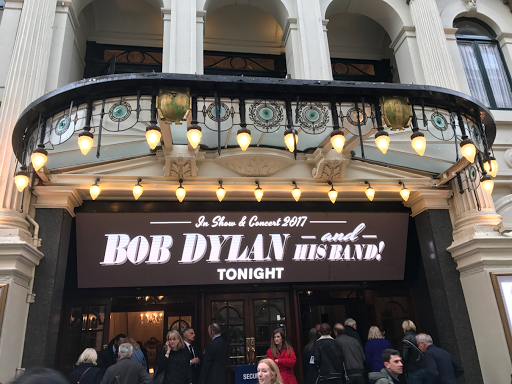 In Show & Concert 2017
BOB DYLAN and HIS BAND!
TONIGHT